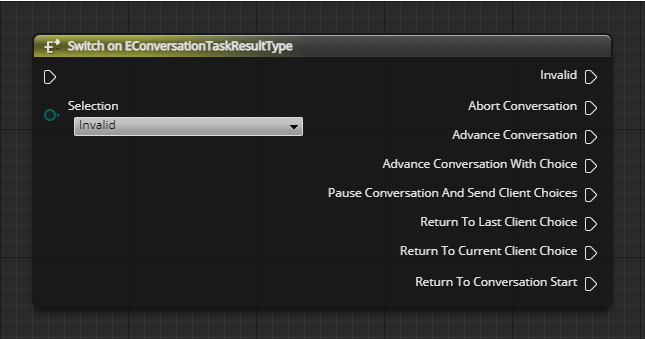 Switch on EConversationTaskResultType
Invalid
Selection
Invalid
Abort Conversation
Advance Conversation
Advance Conversation With Choice
Pause Conversation And Send Client Choices
Return To Last Client Choice
Return To Current Client Choice
Return To Conversation Start